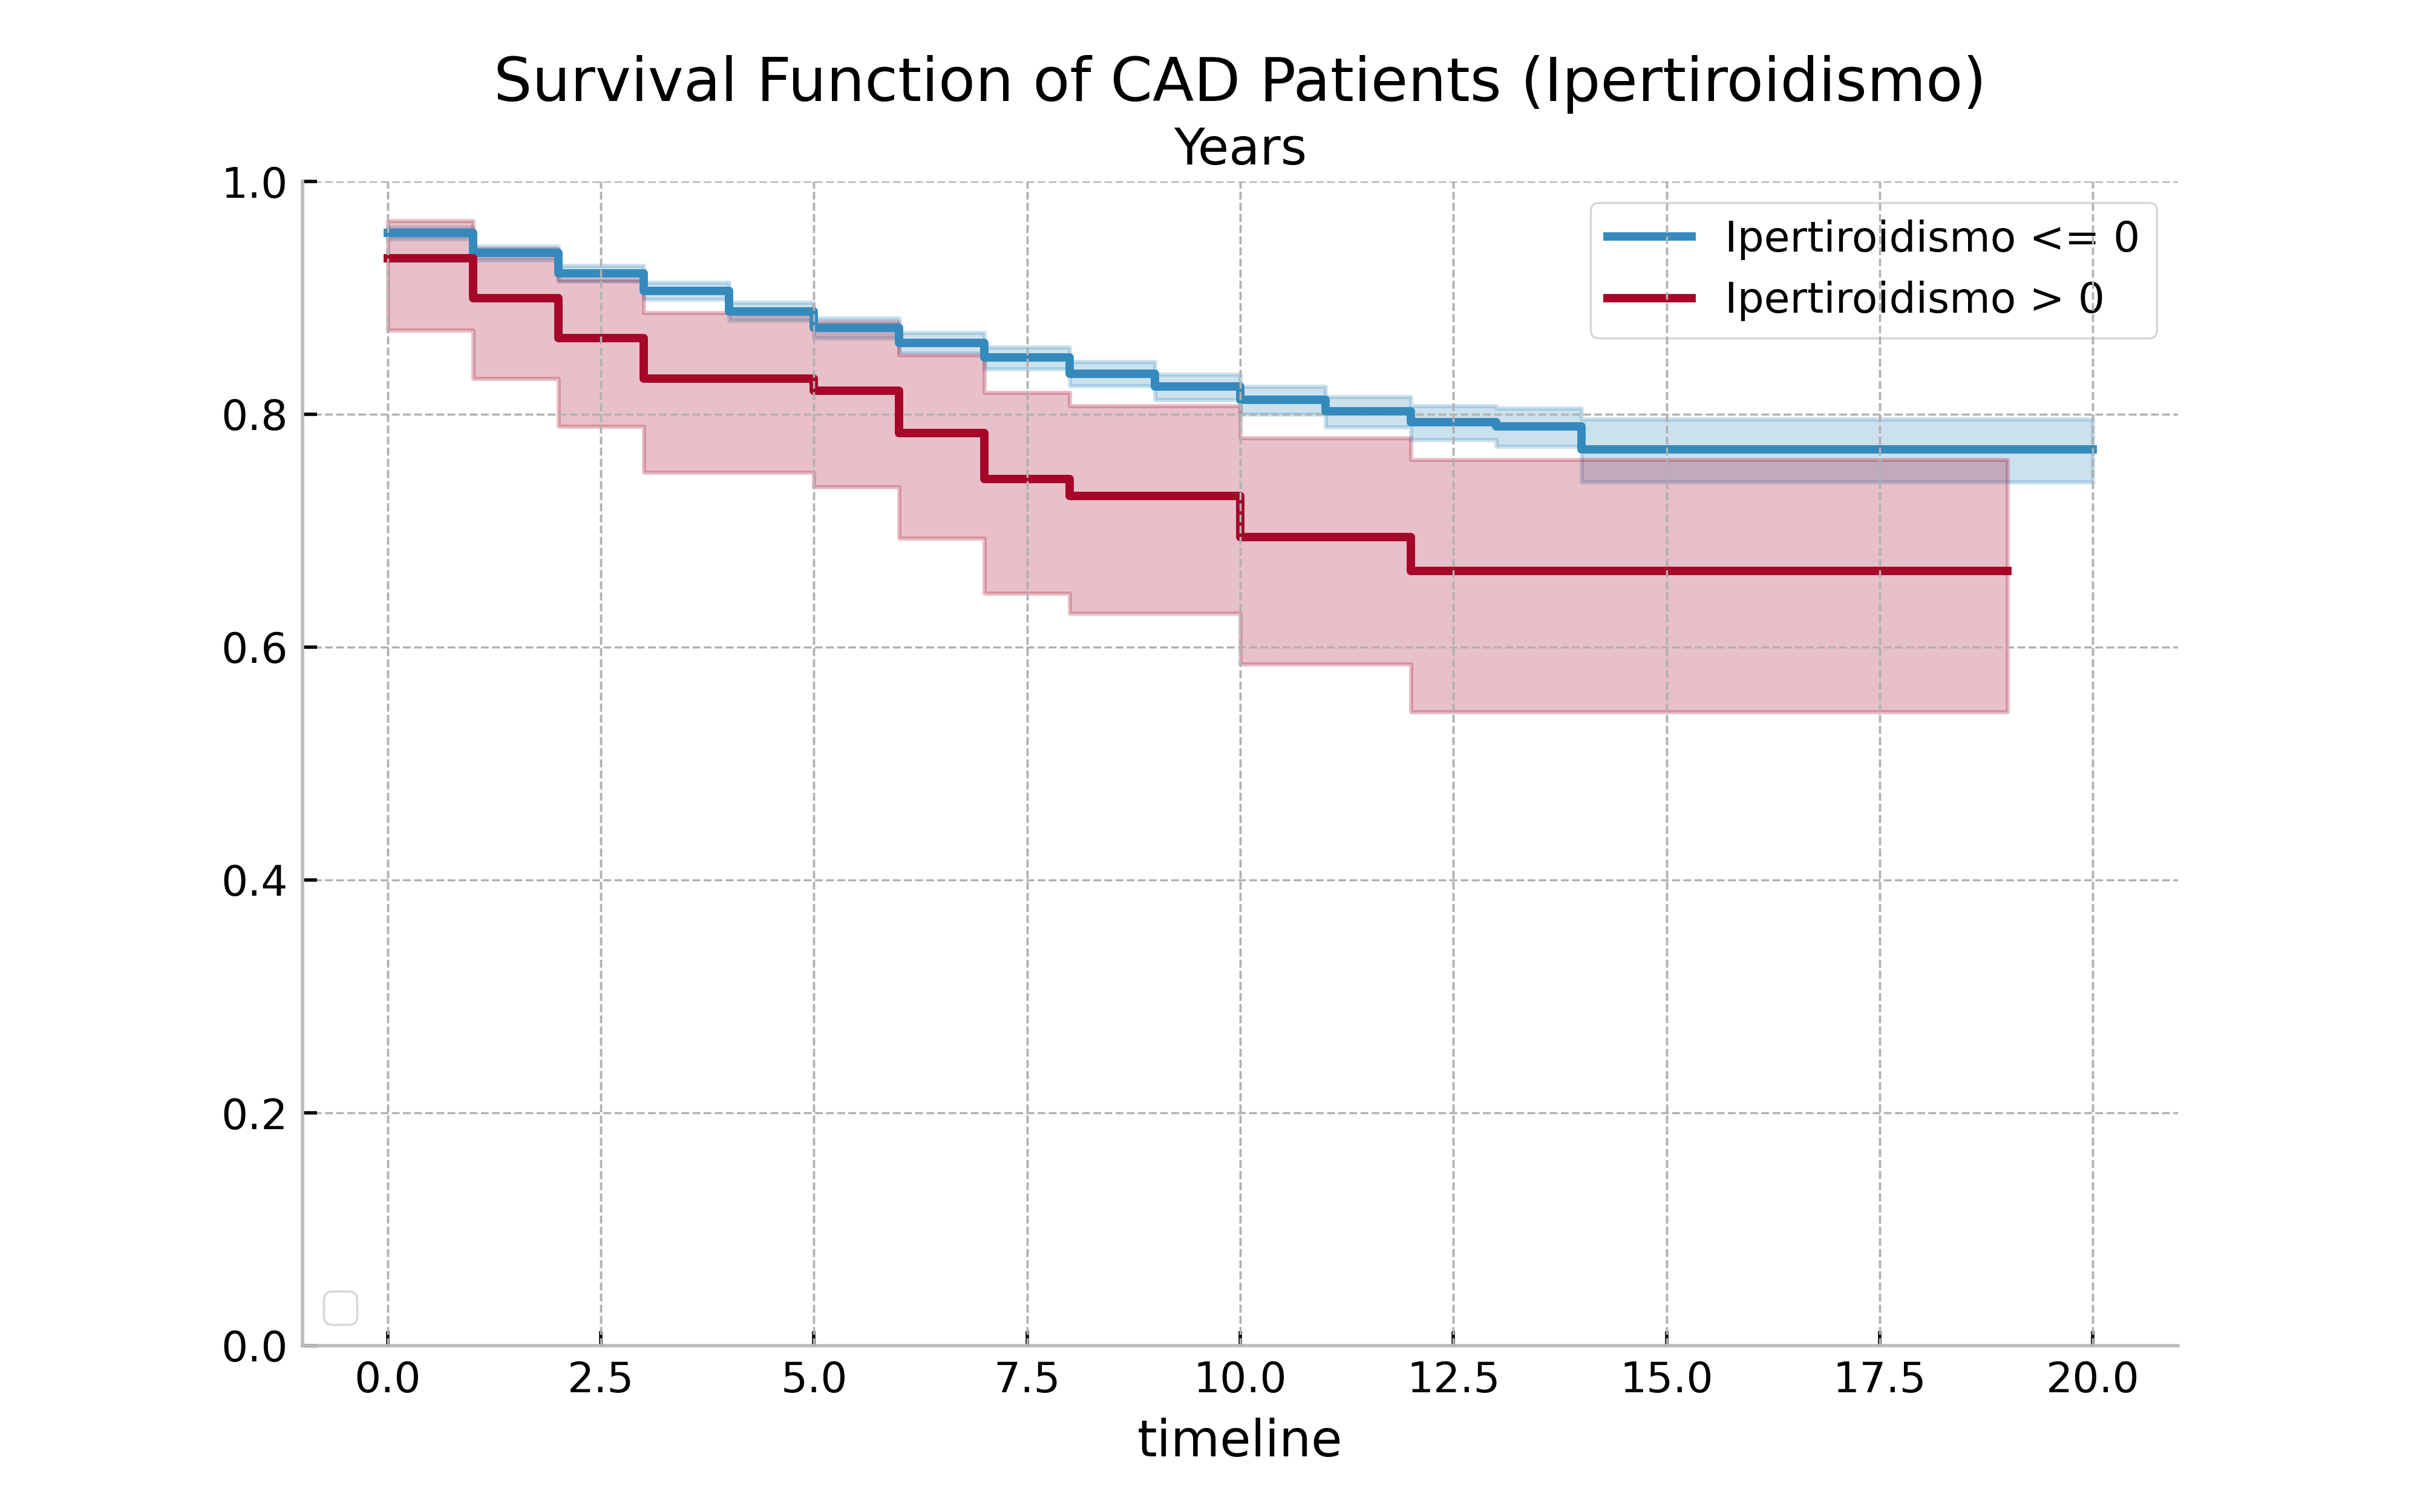 Survival Function of CAD Patients (Ipertiroidismo)
Years
1.0
0.8
0.6
0.4
0.2
0.0
Ipertiroidismo <= 0
Ipertiroidismo > 0
0.0 2.5 5.0 7.5 10.0 12.5 15.0 17.5 20.0
timeline